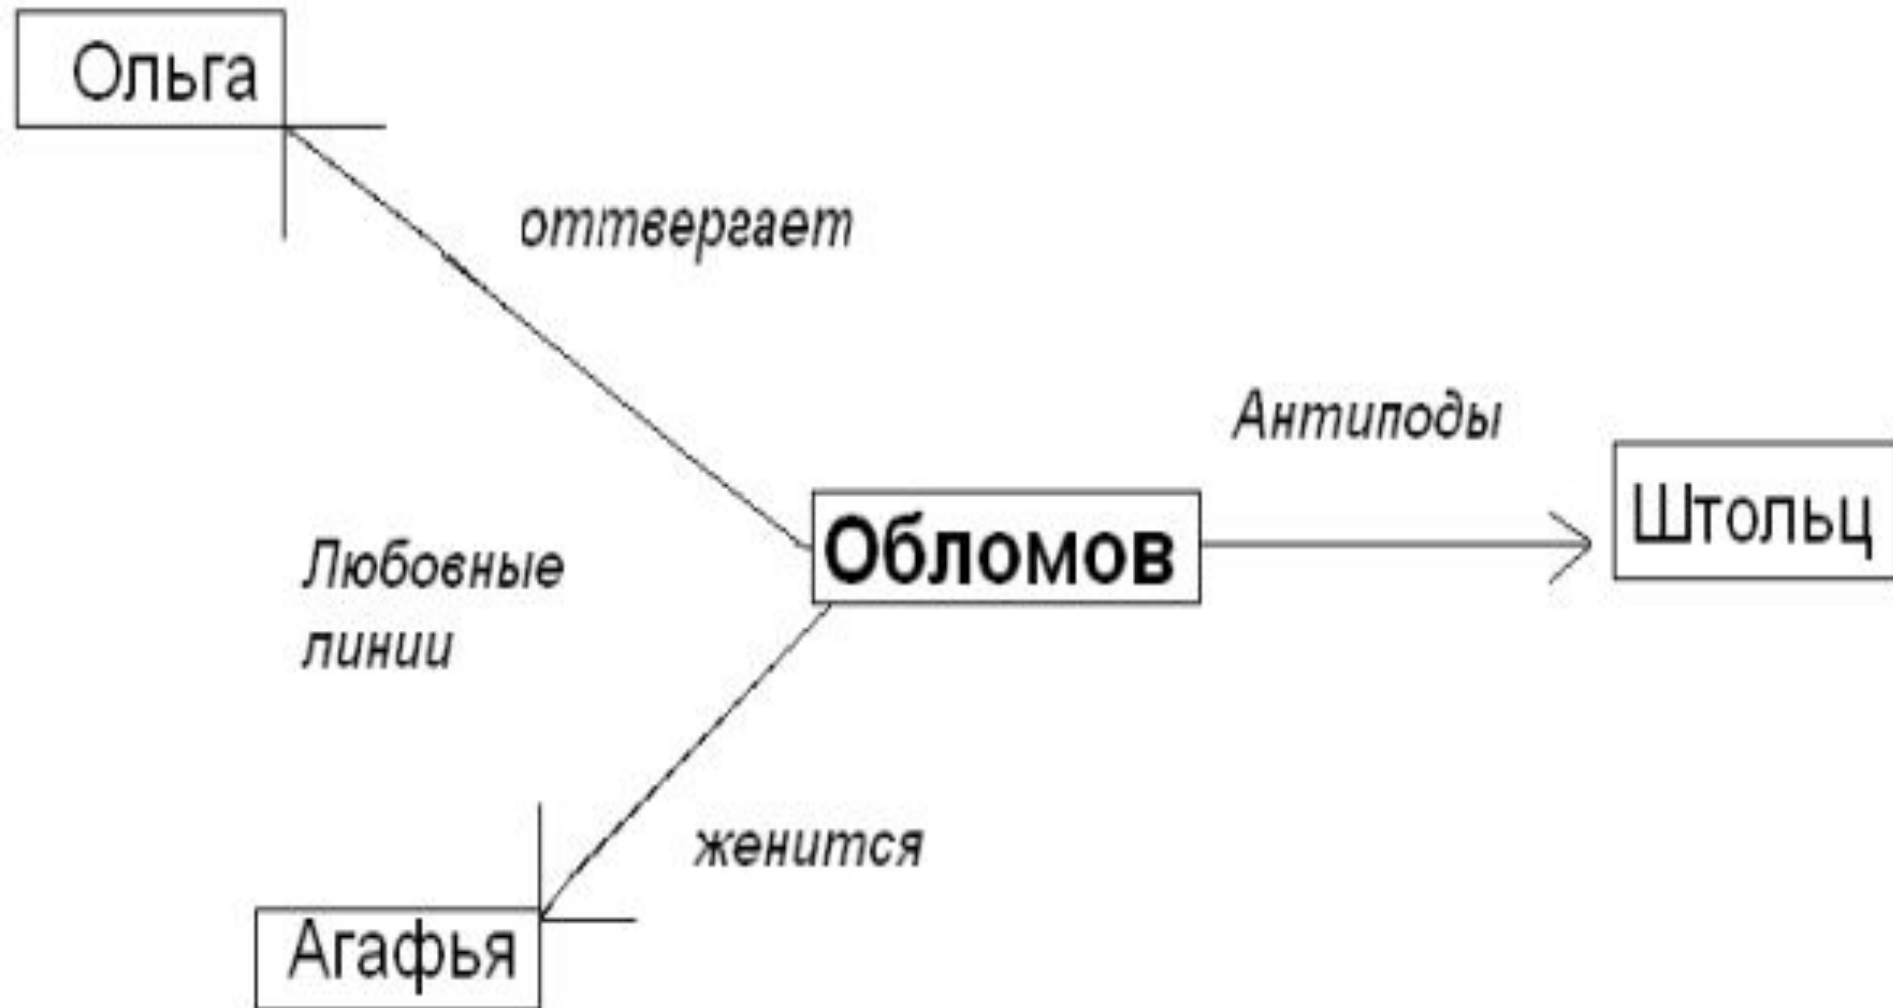 Ольга
оттвергает
Антиподы
Штольц
Обломов
Любовные
линии
женится
Агафья